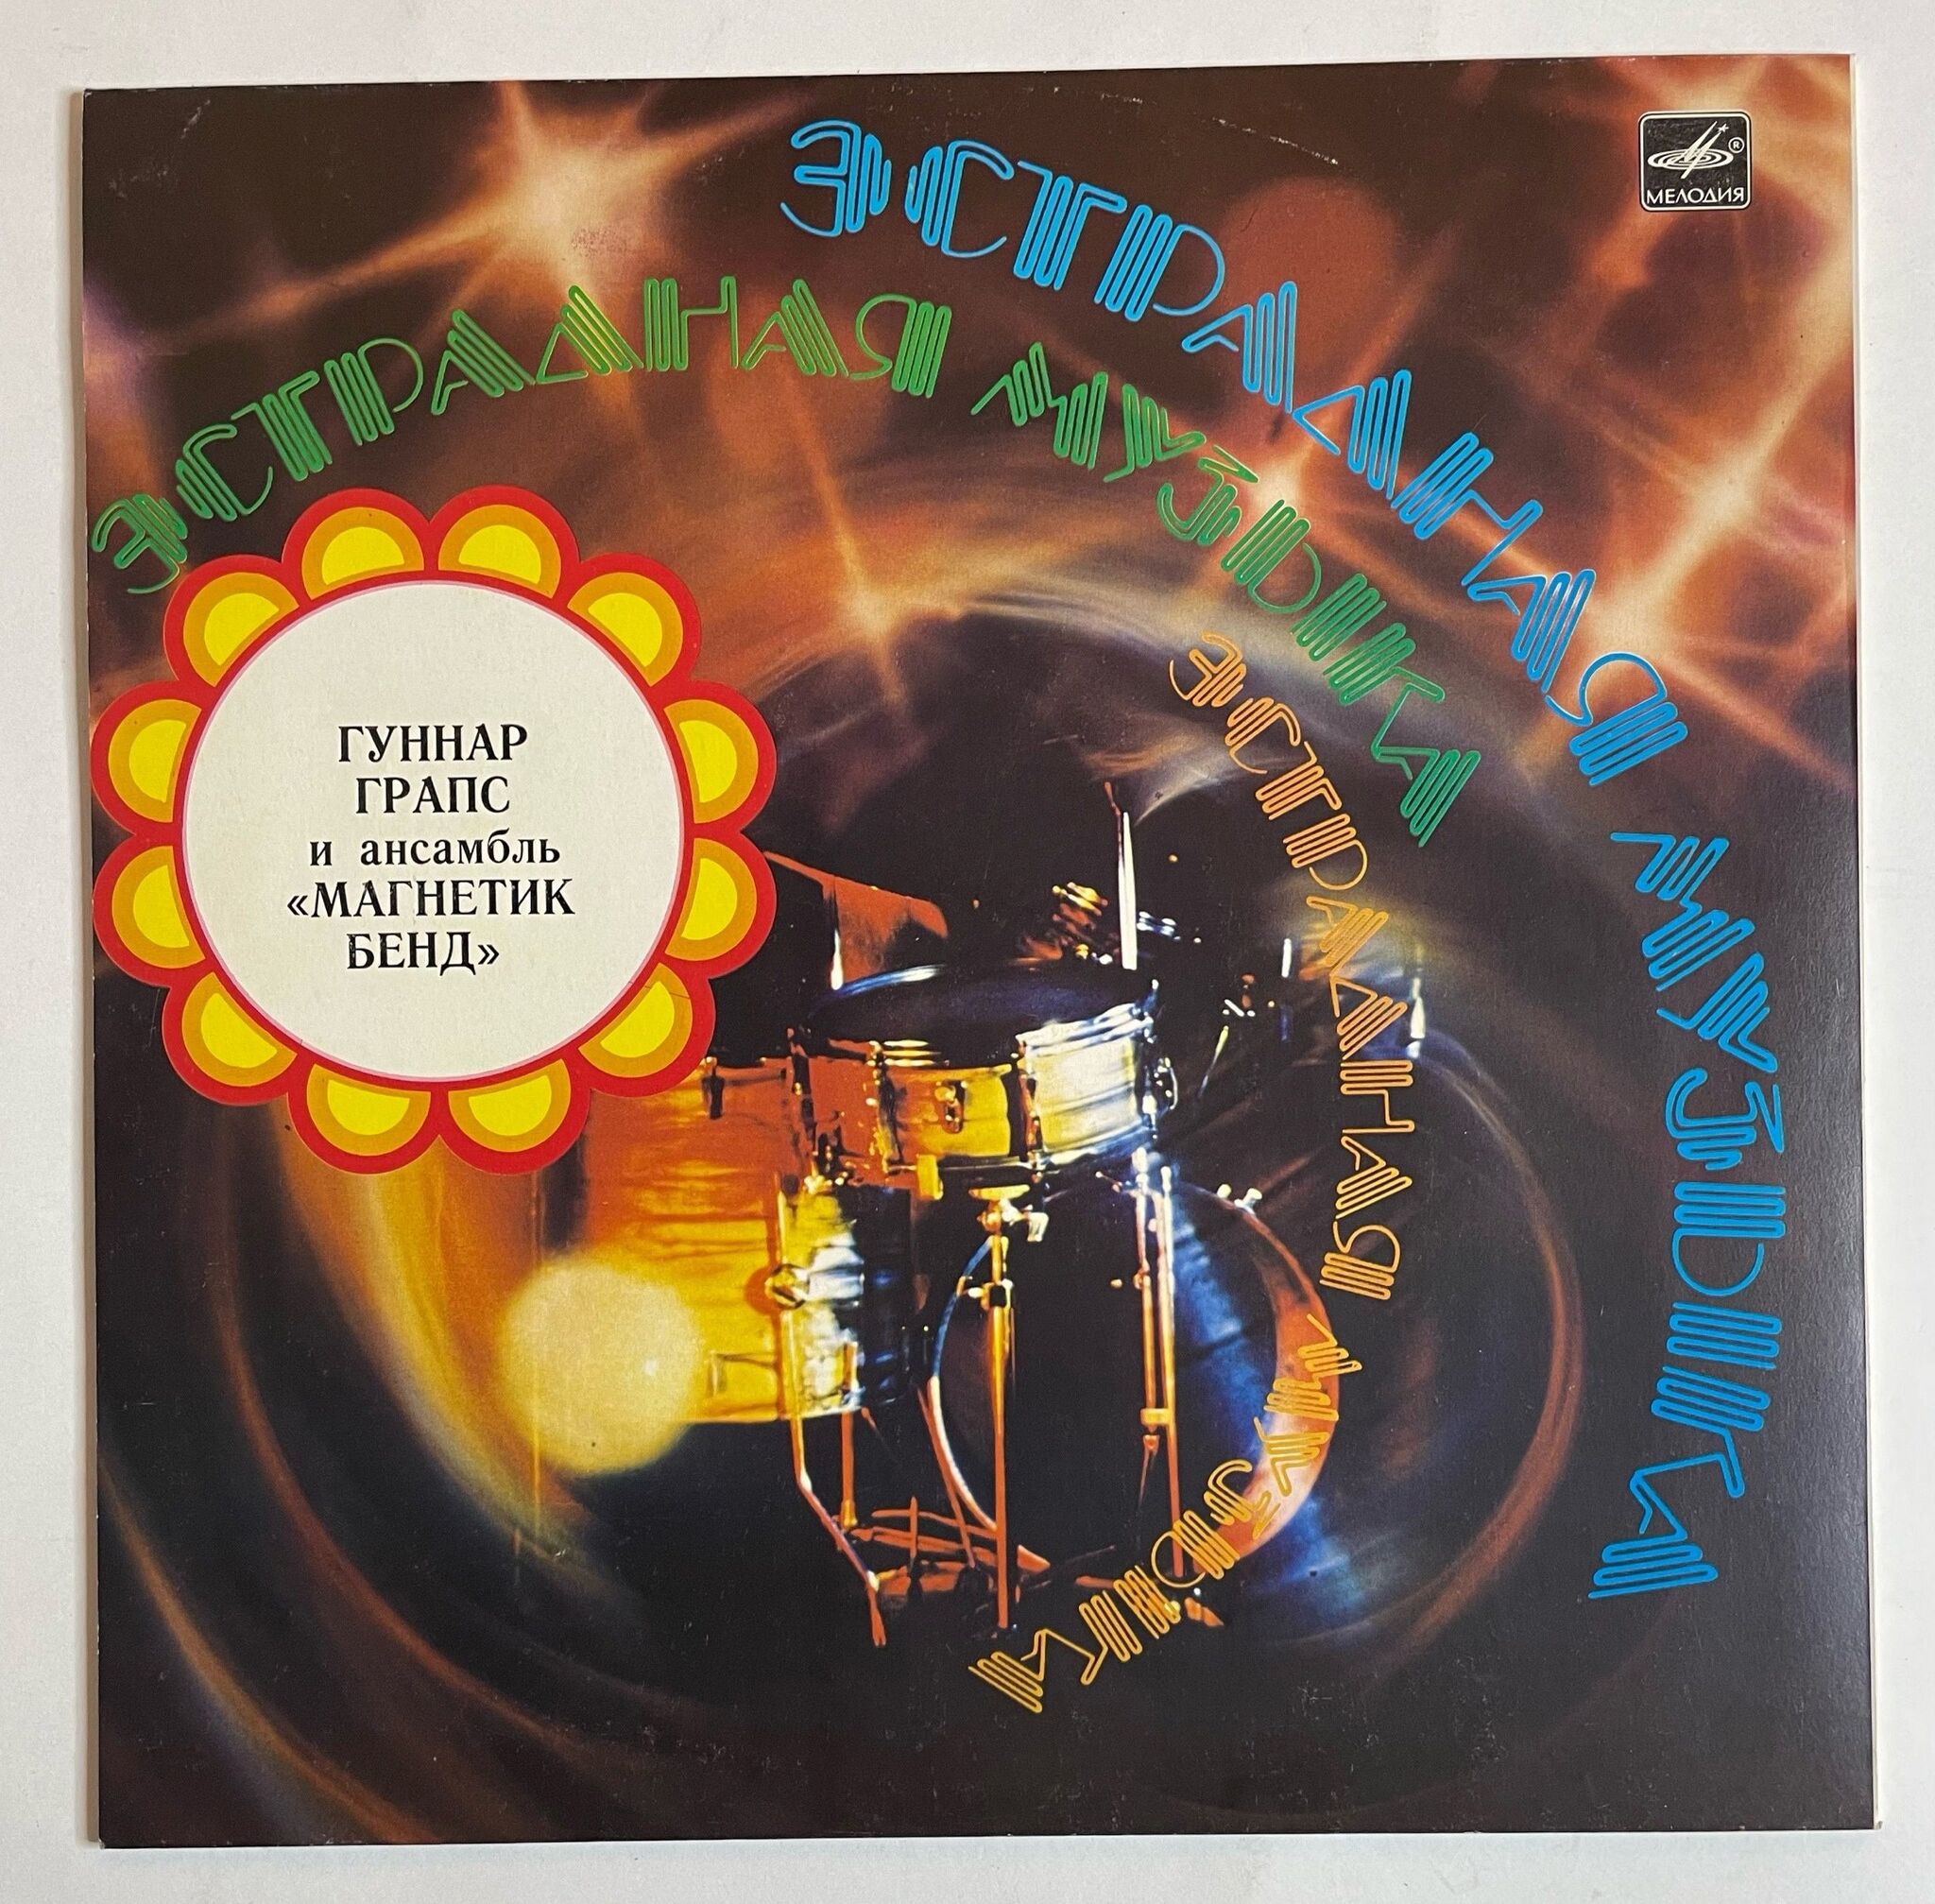 ЭСТРАДНАЯ МУЗЫКА
МЕЛОДИЯ
®
ЭСТРАДНАЯ МУЗЫКА
ЭСТРАДНАЯ МУЗЫКА
ГУННАР
ГРАПС
и ансамбль
«МАГНЕТИК
БЕНД»